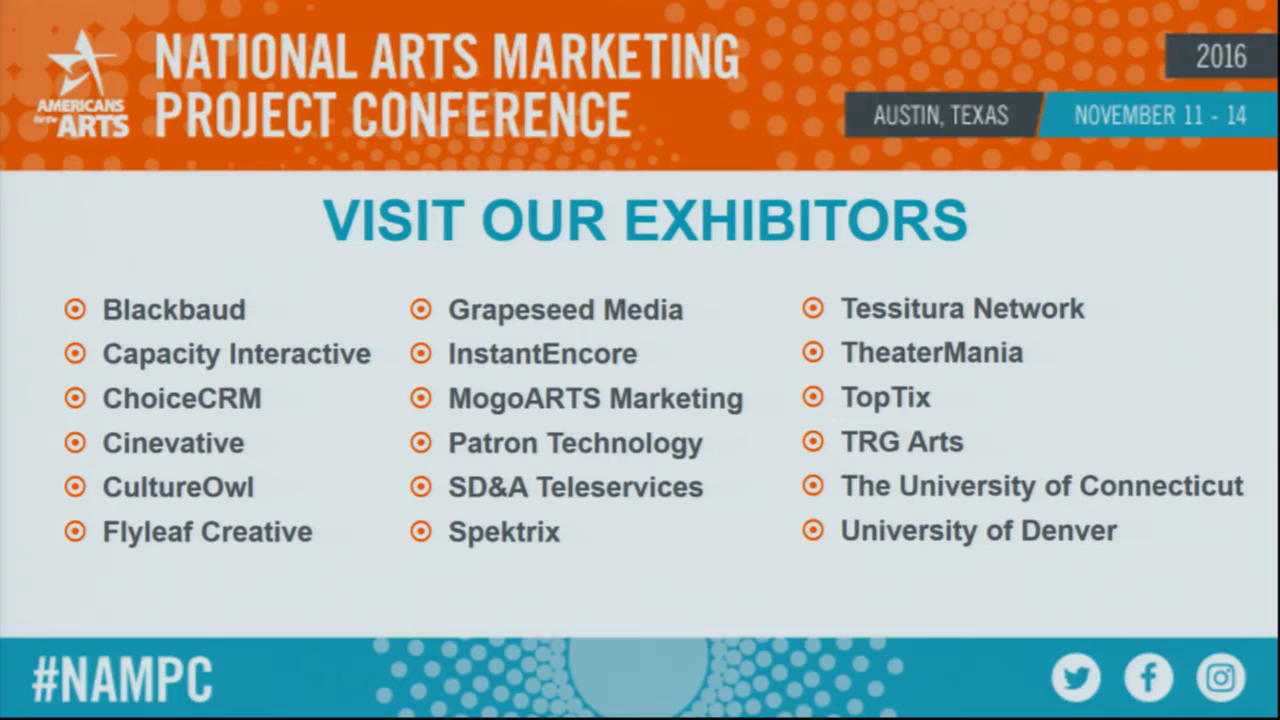 AMERICANS
for the
ARTS
NATIONAL ARTS MARKETING
PROJECT CONFERENCE
2016
AUSTIN, TEXAS
NOVEMBER 11 - 14
VISIT OUR EXHIBITORS
Blackbaud
Capacity Interactive
ChoiceCRM
Cinevative
CultureOwl
Flyleaf Creative
Grapeseed Media
InstantEncore
MogoARTS Marketing
Patron Technology
SD&A Teleservices
Spektrix
Tessitura Network
TheaterMania
TopTix
TRG Arts
The University of Connecticut
University of Denver
#NAMPC